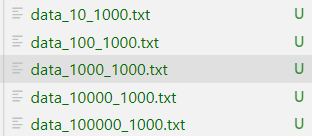 data_10_1000.txt U
data_100_1000.txt U
data_1000_1000.txt U
data_10000_1000.txt U
data_100000_1000.txt U